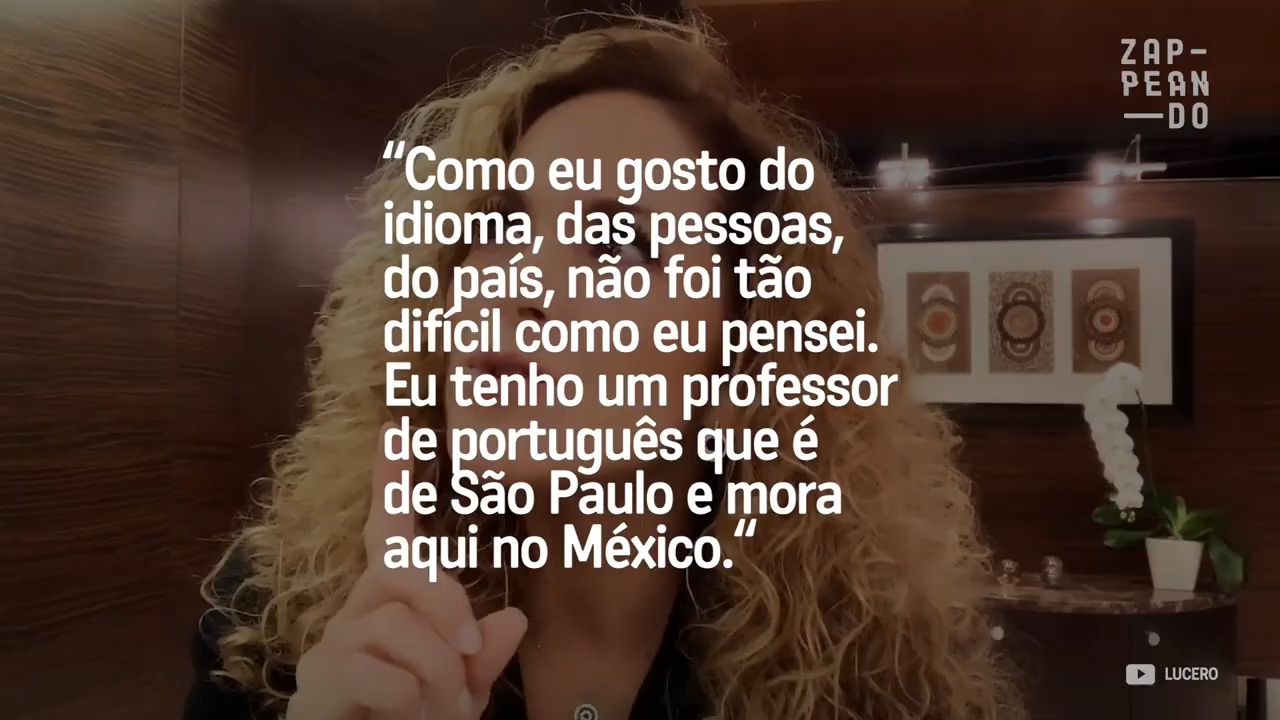 ZAP-
PEAN
—DO
“Como eu gosto do
idioma, das pessoas,
do país, não foi tão
difícil como eu pensei.
Eu tenho um professor
de português que é
de São Paulo e mora
aqui no México.“
LUCERO